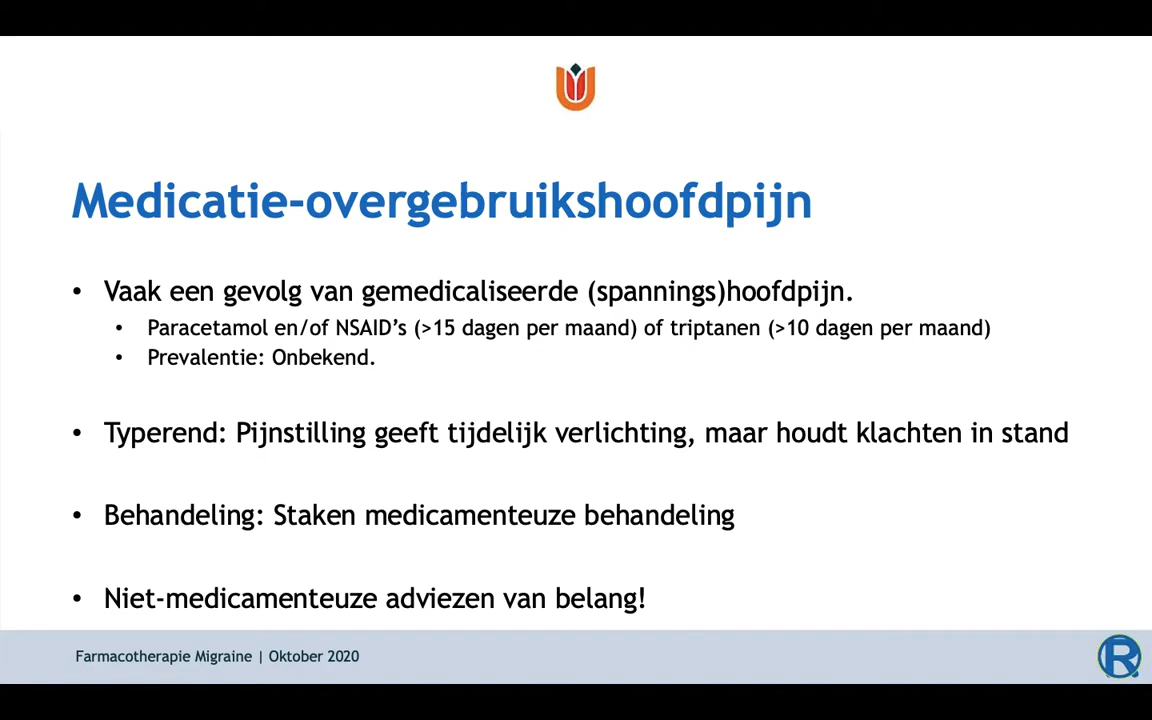 Medicatie-overgebruikshoofdpijn
• Vaak een gevolg van gemedicaliseerde (spannings)hoofdpijn.
• Paracetamol en/of NSAID’s (>15 dagen per maand) of triptanen (>10 dagen per maand)
• Prevalentie: Onbekend.
• Typerend: Pijnstilling geeft tijdelijk verlichting, maar houdt klachten in stand
• Behandeling: Staken medicamenteuze behandeling
• Niet-medicamenteuze adviezen van belang!
Farmacotherapie Migraine | Oktober 2020
R